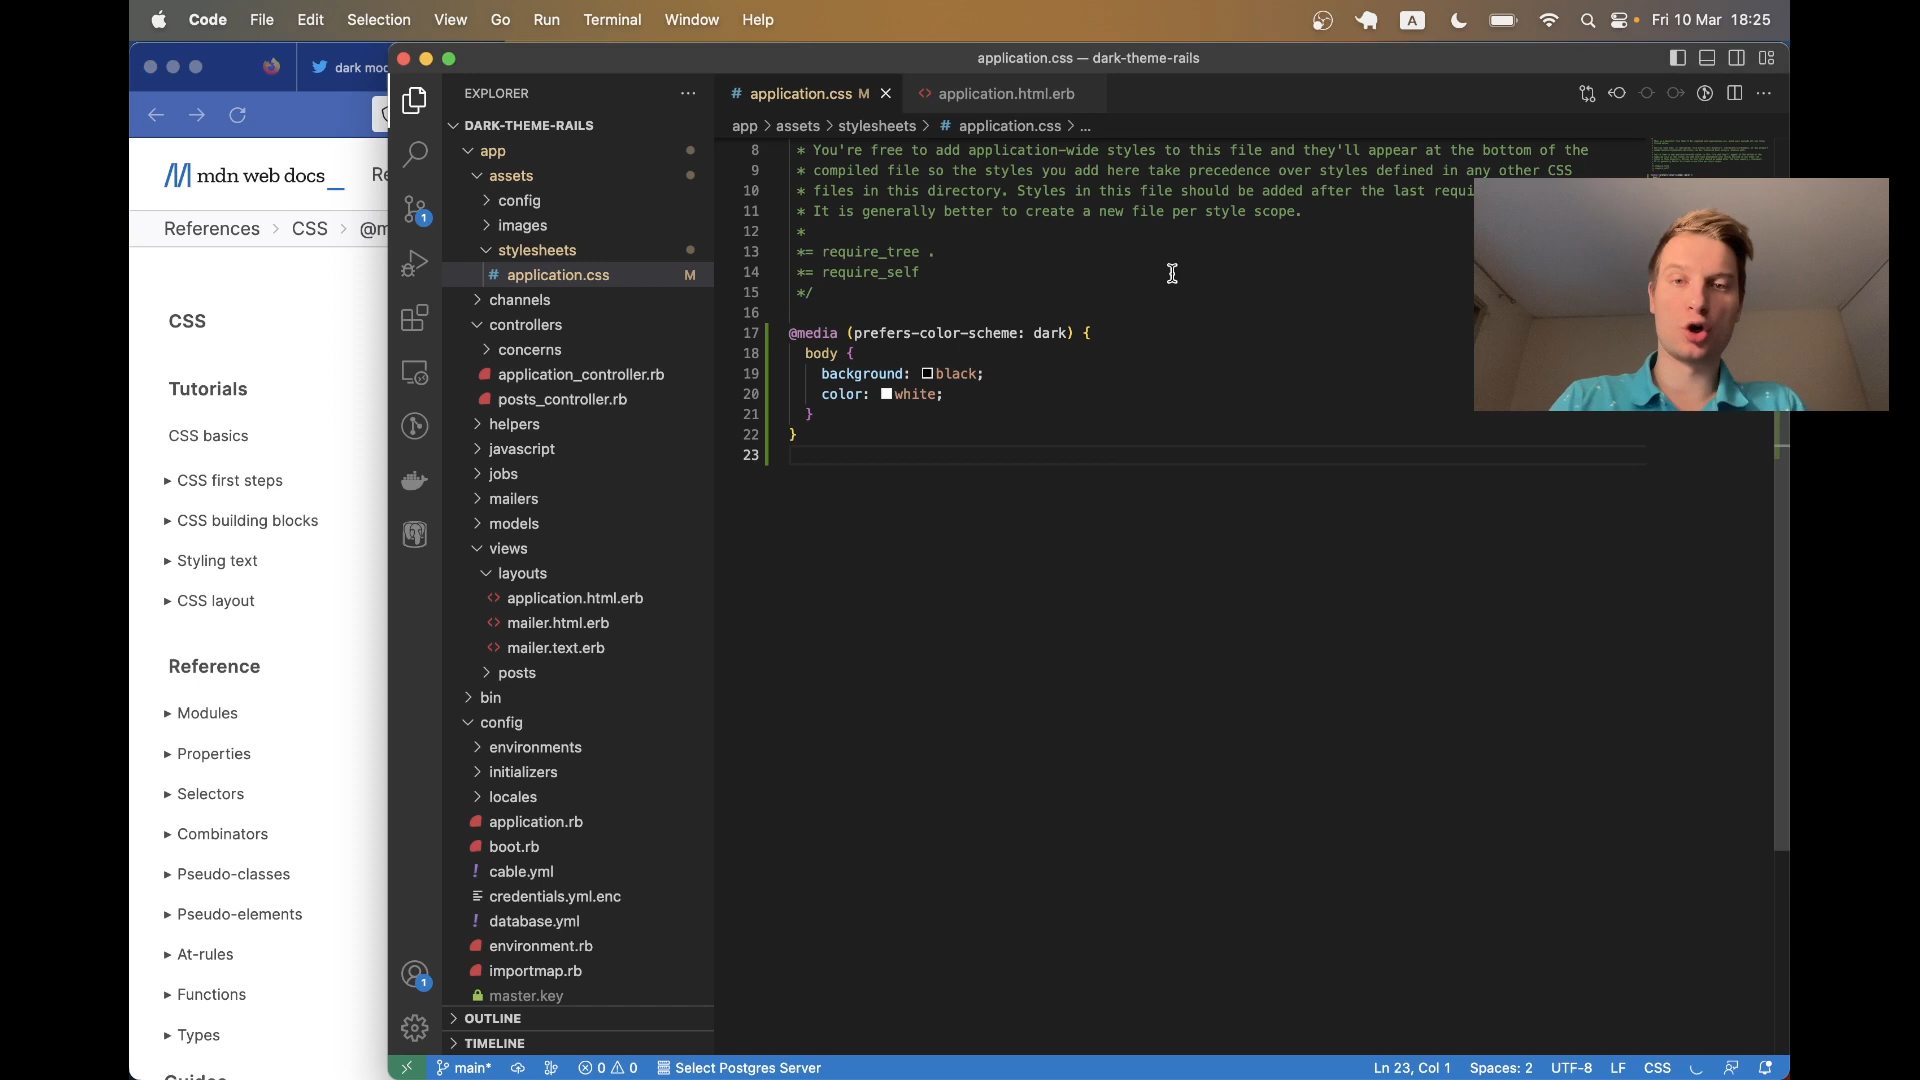 Code File Edit Selection View Go Run Terminal Window Help
A
Fri 10 Mar 18:25
dark mod
application.css — dark-theme-rails
EXPLORER
application.css M
application.html.erb
app > assets > stylesheets > # application.css > ...
mdn web docs_
References > CSS > @m
CSS
Tutorials
CSS basics
CSS first steps
CSS building blocks
Styling text
CSS layout
Reference
Modules
Properties
Selectors
Combinators
Pseudo-classes
Pseudo-elements
At-rules
Functions
Types
DARK-THEME-RAILS
app
assets
config
images
stylesheets
# application.css M
channels
controllers
concerns
application_controller.rb
posts_controller.rb
helpers
javascript
jobs
mailers
models
views
layouts
application.html.erb
mailer.html.erb
mailer.text.erb
posts
bin
config
environments
initializers
locales
application.rb
boot.rb
cable.yml
credentials.yml.enc
database.yml
environment.rb
importmap.rb
master.key
OUTLINE
TIMELINE
8 * You're free to add application-wide styles to this file and they'll appear at the bottom of the
9 * compiled file so the styles you add here take precedence over styles defined in any other CSS
10 * files in this directory. Styles in this file should be added after the last requi
11 * It is generally better to create a new file per style scope.
12 *
13 *= require_tree .
14 *= require_self
15 */
16
17 @media (prefers-color-scheme: dark) {
18 body {
19 background: black;
20 color: white;
21 }
22 }
23
1
1
main* 0 0 Select Postgres Server
Ln 23, Col 1 Spaces: 2 UTF-8 LF CSS